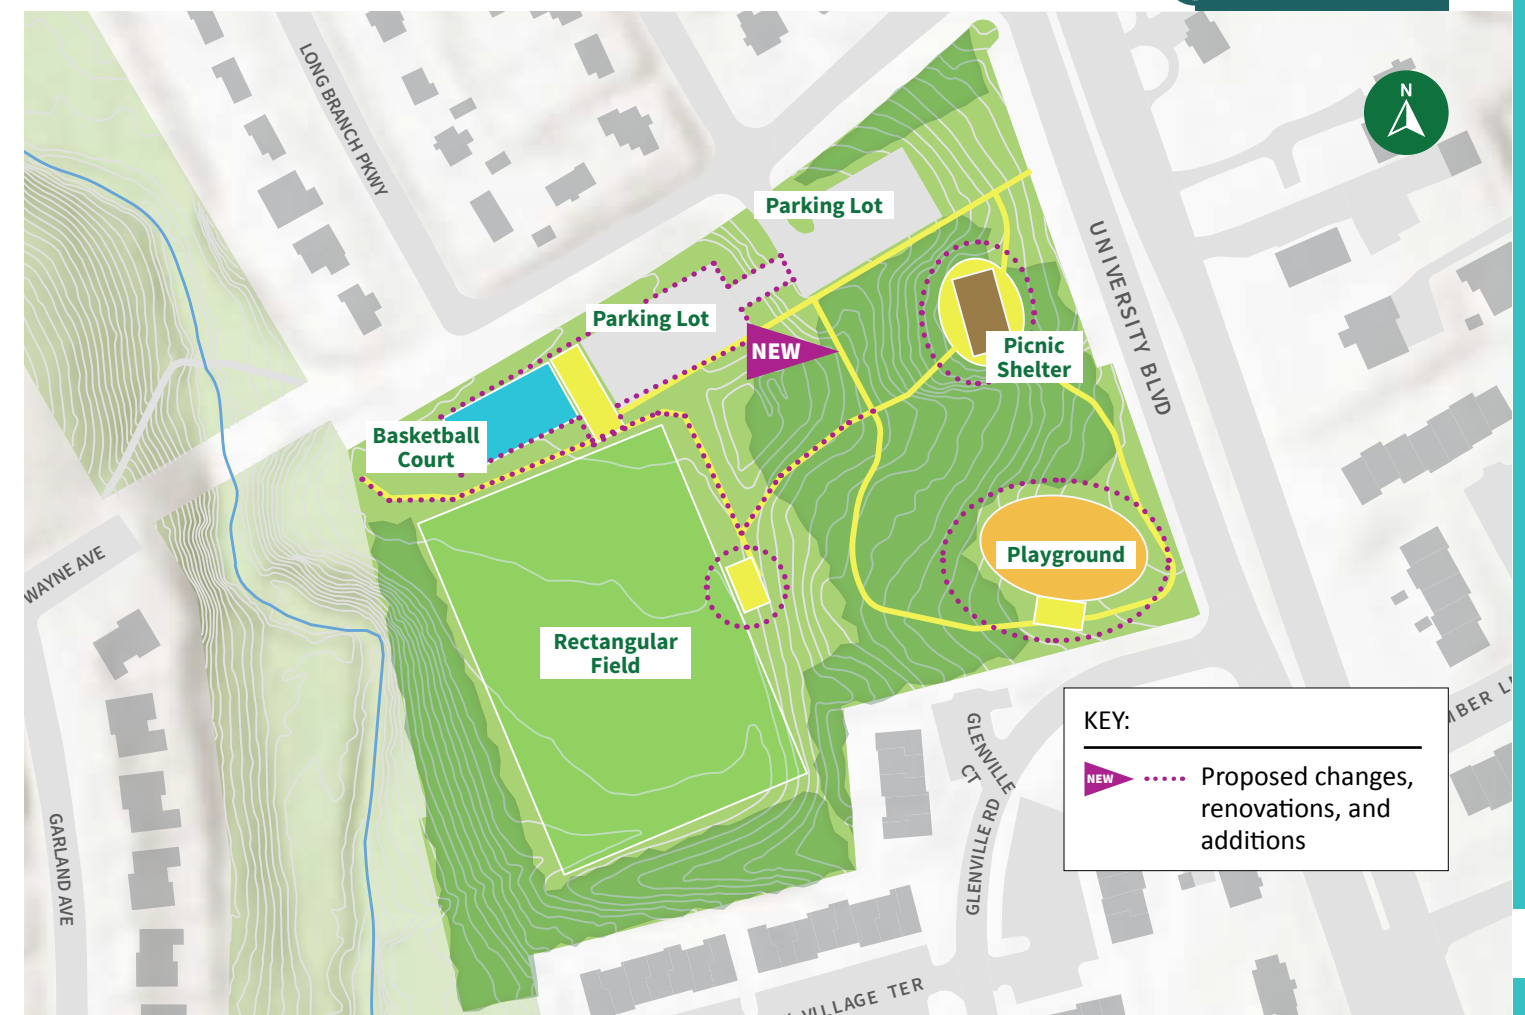 N
LONG BRANCH PKWY
Parking Lot
UNIVERSITY BLVD
Parking Lot
NEW
Picnic
Shelter
Basketball
Court
Playground
WAYNE AVE
Rectangular
Field
GLENVILLE
CT
GLENVILLE RD
GARLAND AVE
VILLAGE TER
KEY:
NEW
Proposed changes,
renovations, and
additions